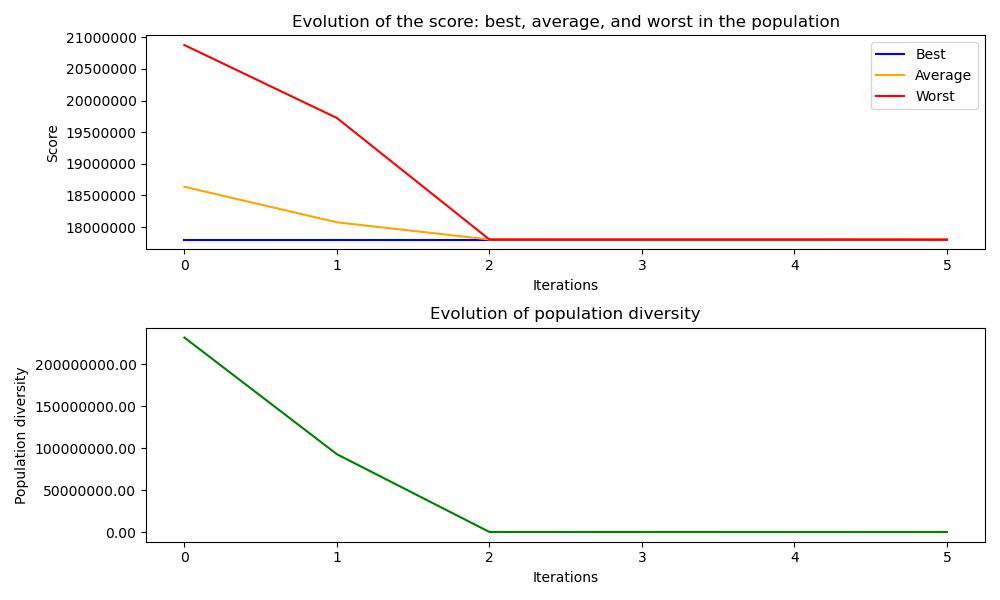 Evolution of the score: best, average, and worst in the population
21000000
20500000
20000000
19500000
19000000
18500000
18000000
Score
Best
Average
Worst
0 1 2 3 4 5
Iterations
Evolution of population diversity
200000000.00
150000000.00
100000000.00
50000000.00
0.00
Population diversity
0 1 2 3 4 5
Iterations